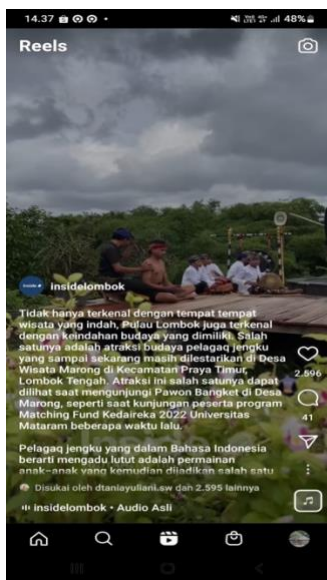 14.37
48%
Reels
insidelombok
Tidak hanya terkenal dengan tempat tempat
wisata yang indah, Pulau Lombok juga terkenal
dengan keindahan budaya yang dimiliki. Salah
satunya adalah atraksi budaya pelagaq jengku
yang sampai sekarang masih dilestarikan di Desa
Wisata Marong di Kecamatan Praya Timur,
Lombok Tengah. Atraksi ini salah satunya dapat
dilihat saat mengunjungi Pawon Bangket di Desa
Marong, seperti saat kunjungan peserta program
Matching Fund Kedaireka 2022 Universitas
Mataram beberapa waktu lalu.
2.596
41
Pelagaq jengku yang dalam Bahasa Indonesia
berarti mengadu lutut adalah permainan
anak-anak yang kemudian dijadikan salah satu
Disukai oleh dtaniayuliani.sw dan 2.595 lainnya
insidelombok • Audio Asli